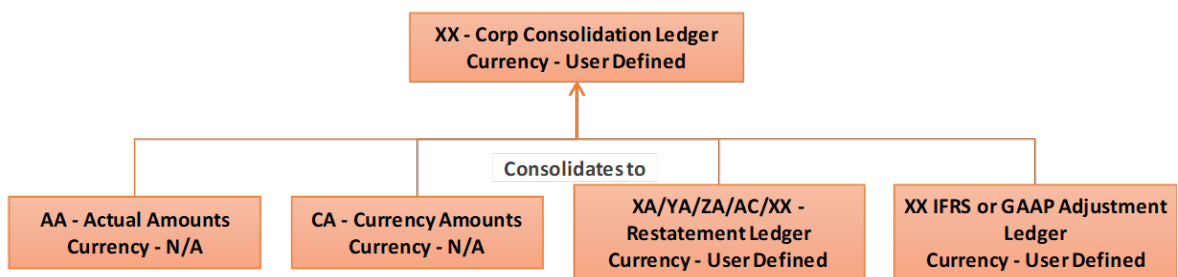 XX - Corp Consolidation Ledger
Currency - User Defined
Consolidates to
AA - Actual Amounts
Currency - N/A
CA - Currency Amounts
Currency - N/A
XA/YA/ZA/AC/XX -
Restatement Ledger
Currency - User Defined
XX IFRS or GAAP Adjustment
Ledger
Currency - User Defined